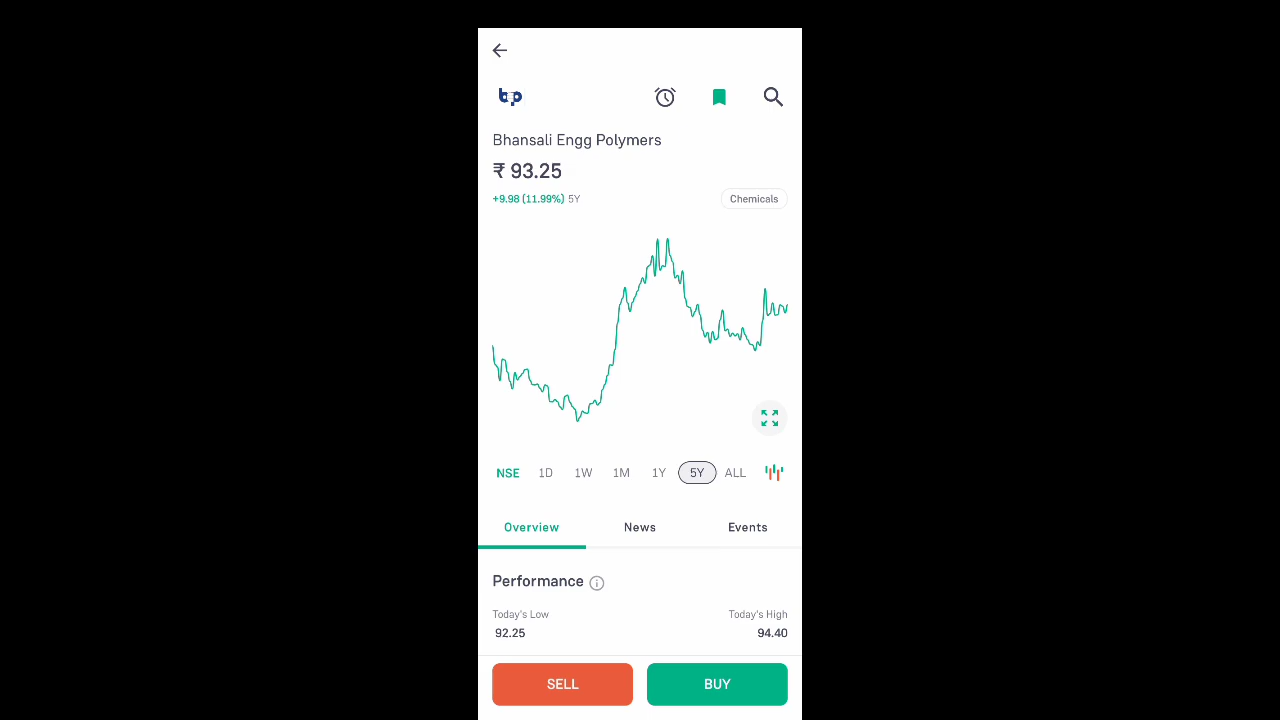 bp
Bhansali Engg Polymers
₹ 93.25
+9.98 (11.99%) 5Y
Chemicals
NSE 1D 1W 1M 1Y 5Y ALL
Overview News Events
Performance
Today's Low Today's High
92.25 94.40
SELL BUY